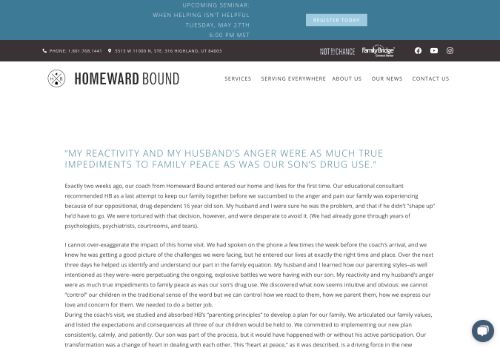 UPCOMING SEMINAR:
WHEN HELPING ISN'T HELPFUL
TUESDAY, MAY 27TH
6:00 PM MST
REGISTER TODAY
PHONE: 1.801.768.1441
5513 W 11000 N, STE. 316 HIGHLAND, UT 84003
NOT BY CHANCE
FamilyBridge
HOMEWARD BOUND
SERVICES
SERVING EVERYWHERE
ABOUT US
OUR NEWS
CONTACT US
"MY REACTIVITY AND MY HUSBAND'S ANGER WERE AS MUCH TRUE
IMPEDIMENTS TO FAMILY PEACE AS WAS OUR SON'S DRUG USE."
Exactly two weeks ago, our coach from Homeward Bound entered our home and lives for the first time. Our educational consultant
recommended HB as a last attempt to keep our family together before we succumbed to the anger and pain our family was experiencing
because of our oppositional, drug-dependent 16 year old son. My husband and I were sure he was the problem, and that if he didn't "shape up"
he'd have to go. We were tortured with that decision, however, and were desperate to avoid it. (We had already gone through years of
psychologists, psychiatrists, courtrooms, and tears).
I cannot over-exaggerate the impact of this home visit. We had spoken on the phone a few times the week before the coach's arrival, and we
knew he was getting a good picture of the challenges we were facing, but he entered our lives at exactly the right time and place. Over the next
three days he helped us identify and understand our part in the family equation. My husband and I learned how our parenting styles–as well
intentioned as they were–were perpetuating the ongoing, explosive battles we were having with our son. My reactivity and my husband's anger
were as much true impediments to family peace as was our son's drug use. We discovered what now seems intuitive and obvious: we cannot
"control" our children in the traditional sense of the word but we can control how we react to them, how we parent them, how we express our
love and concern for them. We needed to do a better job.
During the coach's visit, we studied and absorbed HB's "parenting principles" to develop a plan for our family. We articulated our family values,
and listed the expectations and consequences all three of our children would be held to. We committed to implementing our new plan
consistently, calmly, and patiently. Our son was part of the process, but it would have happened with or without his active participation. Our
transformation was a change of heart in dealing with each other. This "heart at peace," as it was described, is a driving force in the new